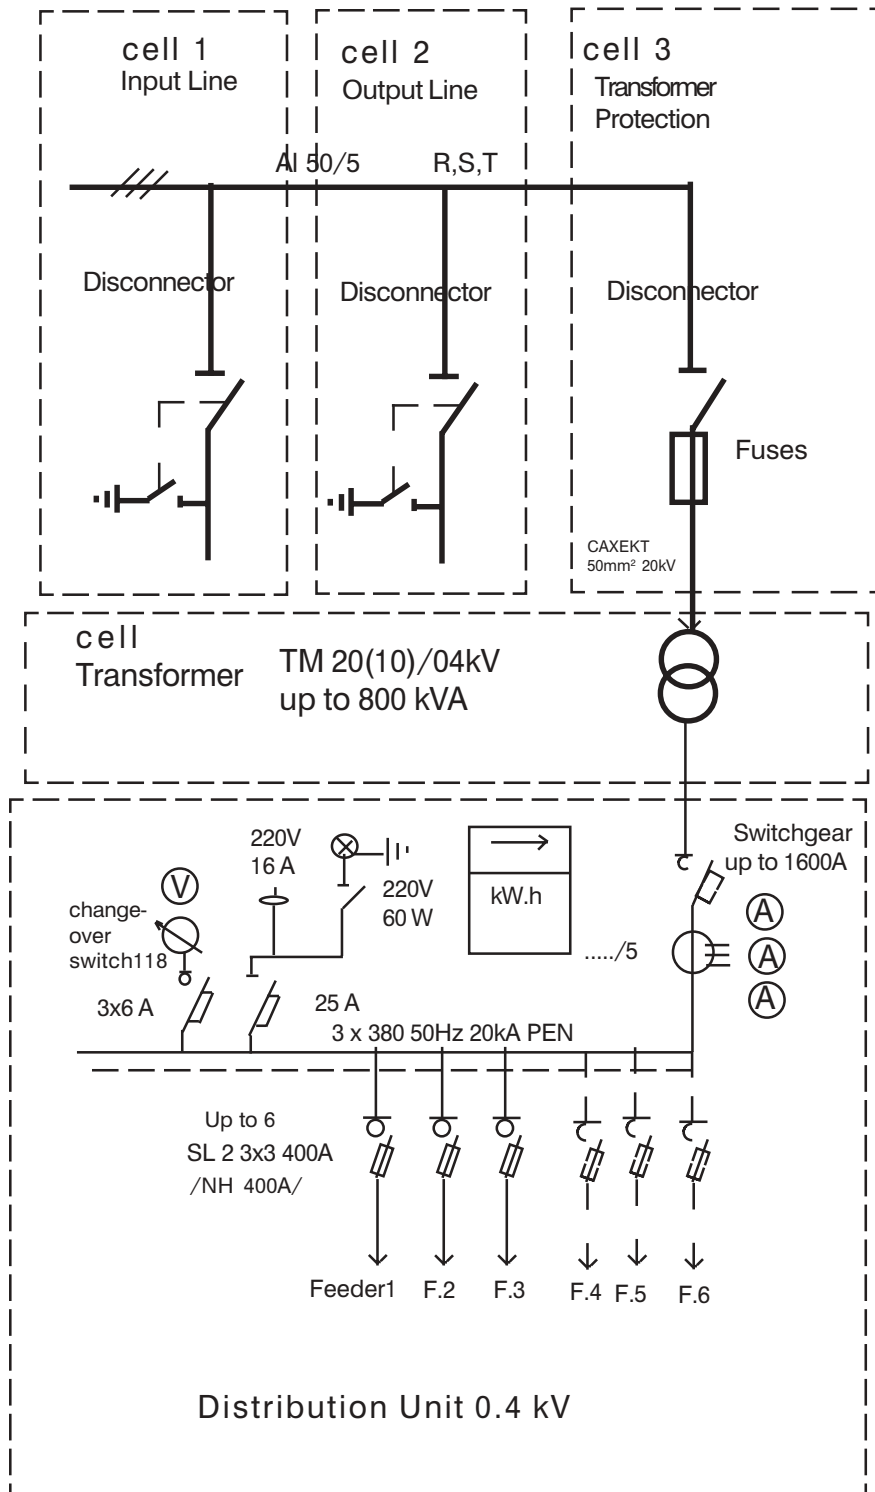 cell 1
Input Line
cell 2
Output Line
cell 3
Transformer
Protection
Al 50/5
R,S,T
Disconnector
Disconnector
Disconnector
Fuses
CAXEKT
50mm² 20kV
cell
Transformer
TM 20(10)/04kV
up to 800 kVA
Switchgear
up to 1600A
220V
16 A
220V
60 W
kW.h
V
change-
over
switch118
...../5
A
A
A
3x6 A
25 A
3 x 380 50Hz 20kA PEN
Up to 6
SL 2 3x3 400A
/NH 400A/
Feeder1
F.2
F.3
F.4
F.5
F.6
Distribution Unit 0.4 kV